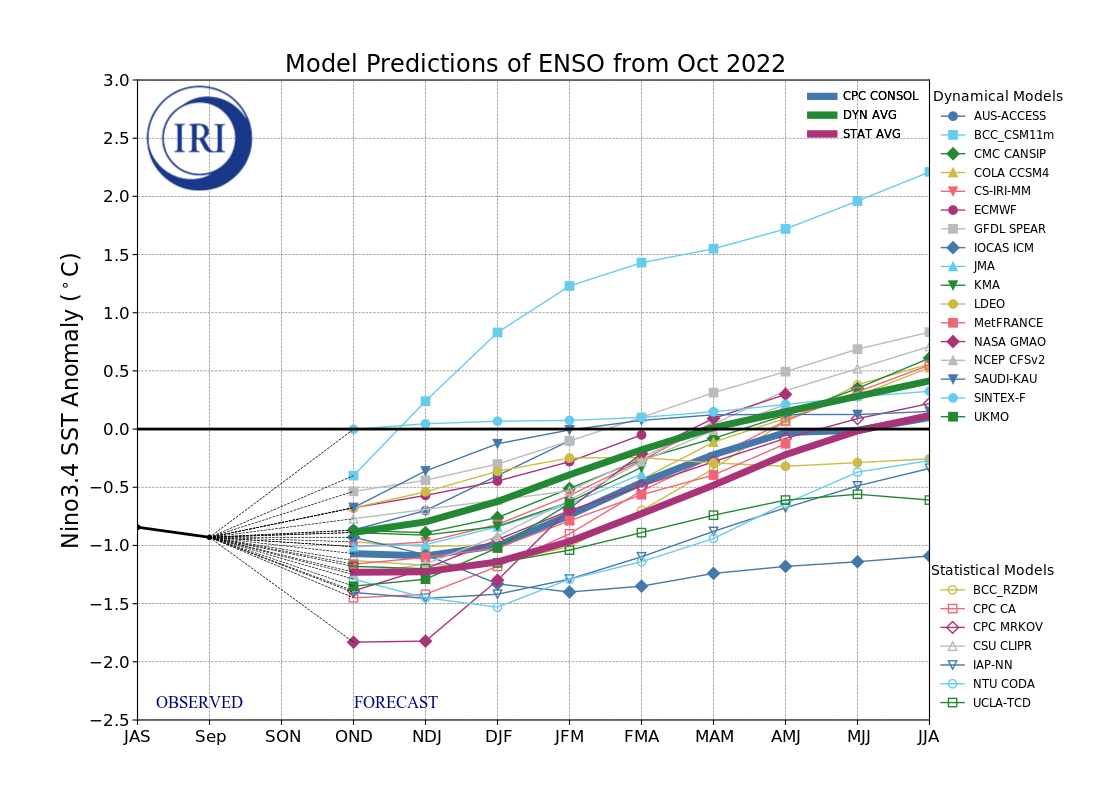 Model Predictions of ENSO from Oct 2022
Nino3.4 SST Anomaly (°C)
3.0
2.5
2.0
1.5
1.0
0.5
0.0
−0.5
−1.0
−1.5
−2.0
−2.5
IRI
CPC CONSOL
DYN AVG
STAT AVG
Dynamical Models
AUS-ACCESS
BCC_CSM11m
CMC CANSIP
COLA CCSM4
CS-IRI-MM
ECMWF
GFDL SPEAR
IOCAS ICM
JMA
KMA
LDEO
MetFRANCE
NASA GMAO
NCEP CFSv2
SAUDI-KAU
SINTEX-F
UKMO
Statistical Models
BCC_RZDM
CPC CA
CPC MRKOV
CSU CLIPR
IAP-NN
NTU CODA
UCLA-TCD
OBSERVED FORECAST
JAS Sep SON OND NDJ DJF JFM FMA MAM AMJ MJJ JJA